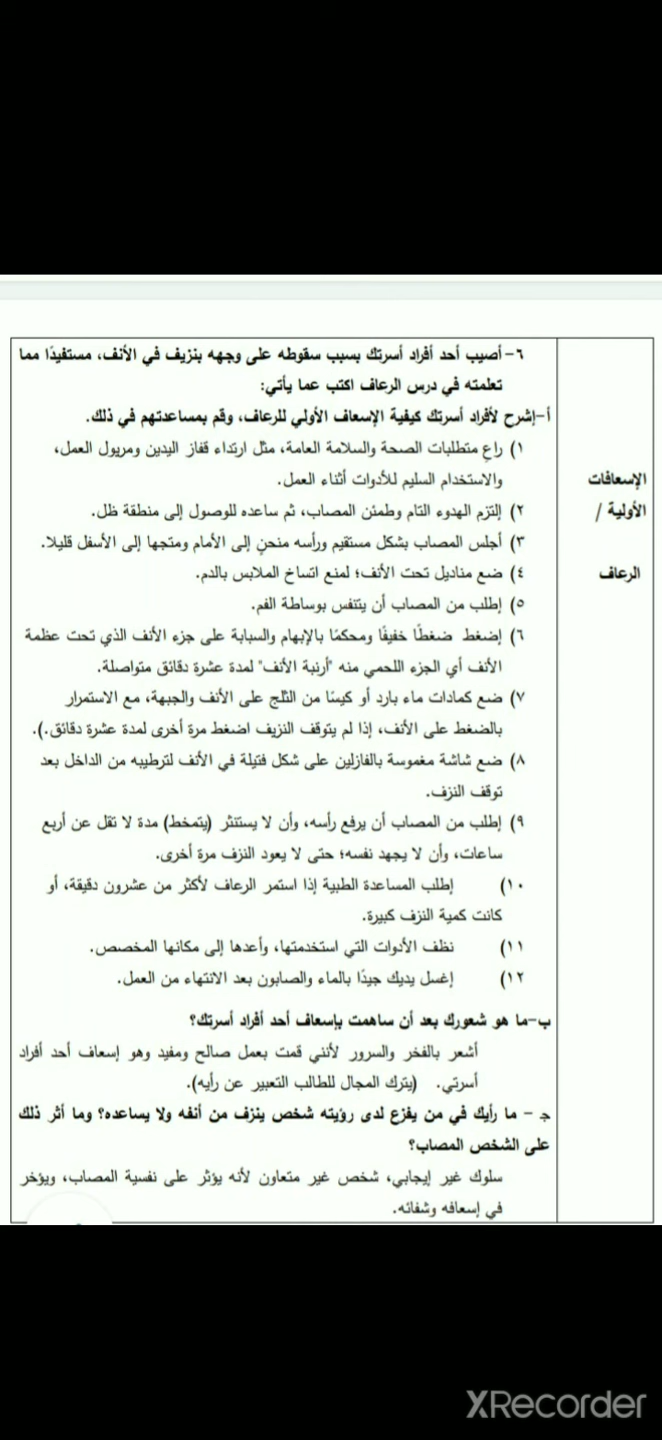 ٦- أصيب أحد أفراد أسرتك بسبب سقوطه على وجهه بنزيف في الأنف، مستفيدًا مما
تعلمته في درس الرعاف اكتب عما يأتي:
أ-إشرح لأفراد أسرتك كيفية الإسعاف الأولي للرعاف، وقم بمساعدتهم في ذلك.
١) راعِ متطلبات الصحة والسلامة العامة، مثل ارتداء قفاز اليدين ومريول العمل،
والاستخدام السليم للأدوات أثناء العمل.
الإسعافات
٢) إلتزم الهدوء التام وطمئن المصاب، ثم ساعده للوصول إلى منطقة ظل.
الأولية /
٣) أجلس المصاب بشكل مستقيم ورأسه منحنٍ إلى الأمام ومتجها إلى الأسفل قليلا.
٤) ضع مناديل تحت الأنف؛ لمنع اتساخ الملابس بالدم.
الرعاف
٥) إطلب من المصاب أن يتنفس بوساطة الفم.
٦) إضغط ضغطًا خفيفًا ومحكمًا بالإبهام والسبابة على جزء الأنف الذي تحت عظمة
الأنف أي الجزء اللحمي منه "أرنبة الأنف" لمدة عشرة دقائق متواصلة.
٧) ضع كمادات ماء بارد أو كيسًا من الثلج على الأنف والجبهة، مع الاستمرار
بالضغط على الأنف، إذا لم يتوقف النزيف اضغط مرة أخرى لمدة عشرة دقائق.).
٨) ضع شاشة مغموسة بالفازلين على شكل فتيلة في الأنف لترطيبه من الداخل بعد
توقف النزف.
٩) إطلب من المصاب أن يرفع رأسه، وأن لا يستنثر (يتمخط) مدة لا تقل عن أربع
ساعات، وأن لا يجهد نفسه؛ حتى لا يعود النزف مرة أخرى.
١٠) إطلب المساعدة الطبية إذا استمر الرعاف لأكثر من عشرون دقيقة، أو
كانت كمية النزف كبيرة.
١١) نظف الأدوات التي استخدمتها، وأعدها إلى مكانها المخصص.
١٢) إغسل يديك جيدًا بالماء والصابون بعد الانتهاء من العمل.
ب-ما هو شعورك بعد أن ساهمت بإسعاف أحد أفراد أسرتك؟
أشعر بالفخر والسرور لأنني قمت بعمل صالح ومفيد وهو إسعاف أحد أفراد
أسرتي. (يترك المجال للطالب التعبير عن رأيه).
ج - ما رأيك في من يفزع لدى رؤيته شخص ينزف من أنفه ولا يساعده؟ وما أثر ذلك
على الشخص المصاب؟
سلوك غير إيجابي، شخص غير متعاون لأنه يؤثر على نفسية المصاب، ويؤخر
في إسعافه وشفائه.
XRecorder